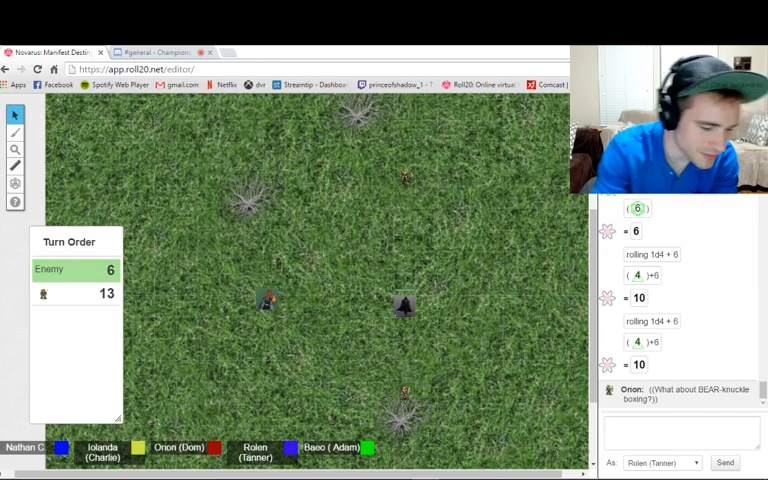 Novarus: Manifest Destin
#general - Champion
https://app.roll20.net/editor/
Apps
Facebook
Spotify Web Player
gmail.com
Netflix
dvr
Streamtip - Dashboa
princeofshadow_1 - T
Roll20: Online virtual
Comcast
Turn Order
Enemy 6
13
( 6 )
= 6
rolling 1d4 + 6
( 4 )+6
= 10
rolling 1d4 + 6
( 4 )+6
= 10
Orion: ((What about BEAR-knuckle
boxing?))
As: Rolen (Tanner)
Send
Nathan C.
Iolanda
(Charlie)
Orion (Dom)
Rolen
(Tanner)
Baeo ( Adam)